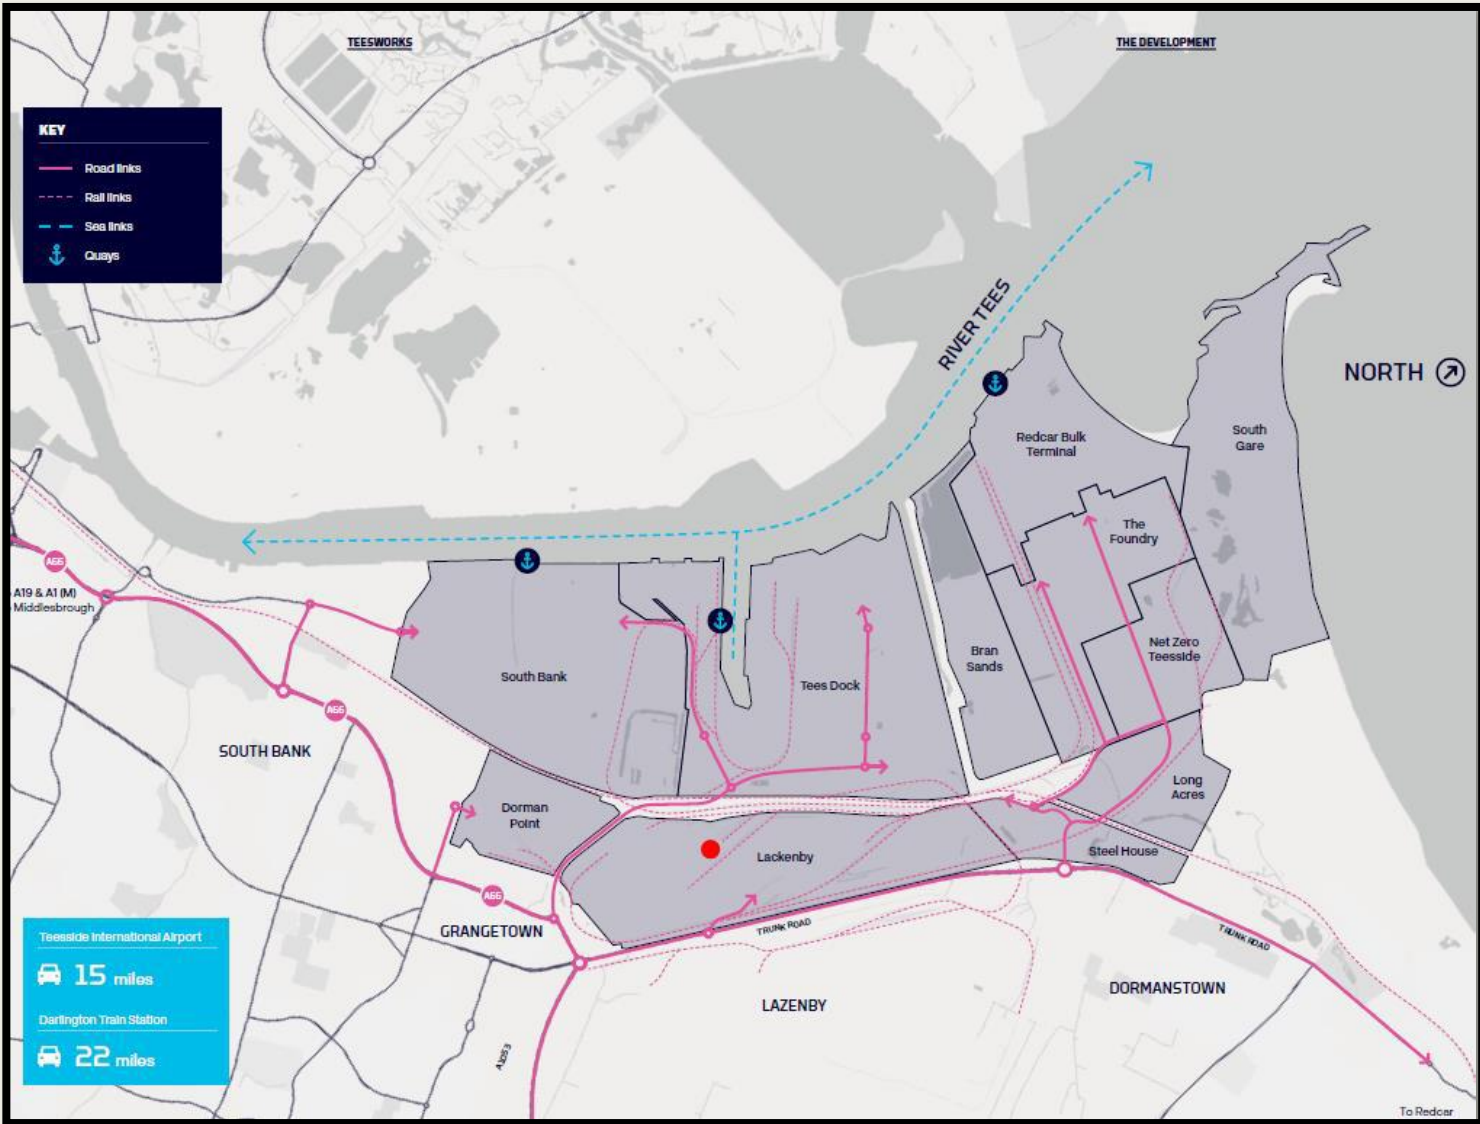 TEESWORKS
THE DEVELOPMENT
KEY
Road links
Rail links
Sea links
Quays
RIVER TEES
NORTH
Redcar Bulk
Terminal
South
Gare
The
Foundry
A66
A19 & A1 (M)
Middlesbrough
Net Zero
Teesside
Bran
Sands
South Bank
Tees Dock
A66
SOUTH BANK
Long
Acres
Dorman
Point
Lackenby
Steel House
A66
GRANGETOWN
TRUNK ROAD
TRUNK ROAD
DORMANSTOWN
LAZENBY
A1053
Teesside International Airport
15 miles
Darlington Train Station
22 miles
To Redcar